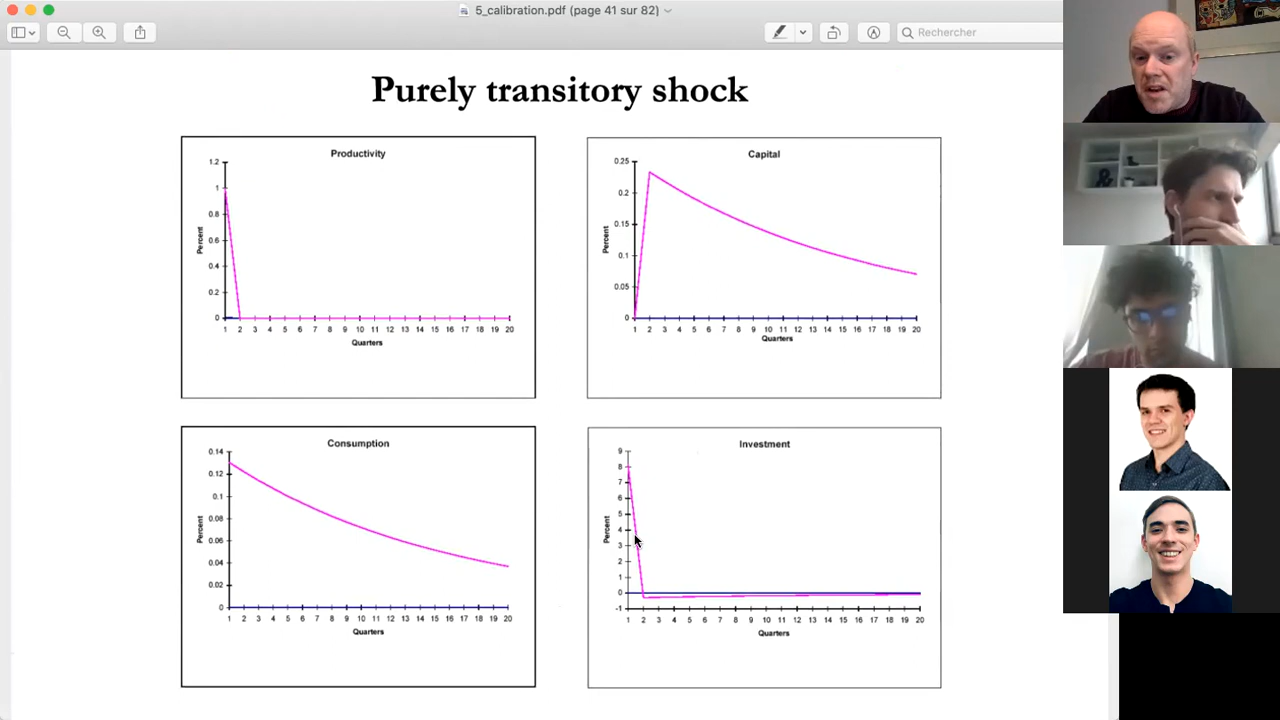 5_calibration.pdf (page 41 sur 82)
Rechercher
Purely transitory shock
Productivity
1.2
1
0.8
0.6
0.4
0.2
0
Percent
1 2 3 4 5 6 7 8 9 10 11 12 13 14 15 16 17 18 19 20
Quarters
Capital
0.25
0.2
0.15
0.1
0.05
0
Percent
1 2 3 4 5 6 7 8 9 10 11 12 13 14 15 16 17 18 19 20
Quarters
Consumption
0.14
0.12
0.1
0.08
0.06
0.04
0.02
0
Percent
1 2 3 4 5 6 7 8 9 10 11 12 13 14 15 16 17 18 19 20
Quarters
Investment
9
8
7
6
5
4
3
2
1
0
-1
Percent
1 2 3 4 5 6 7 8 9 10 11 12 13 14 15 16 17 18 19 20
Quarters